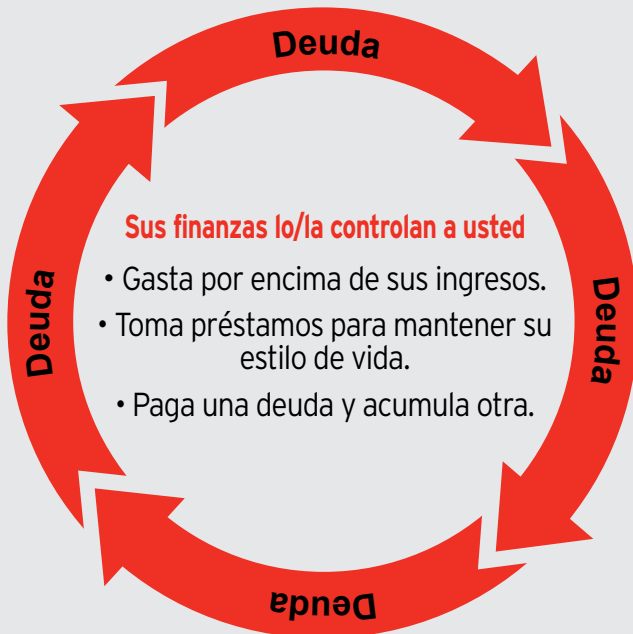 Deuda
Sus finanzas lo/la controlan a usted
• Gasta por encima de sus ingresos.
• Toma préstamos para mantener su
estilo de vida.
• Paga una deuda y acumula otra.
Deuda
Deuda
Deuda